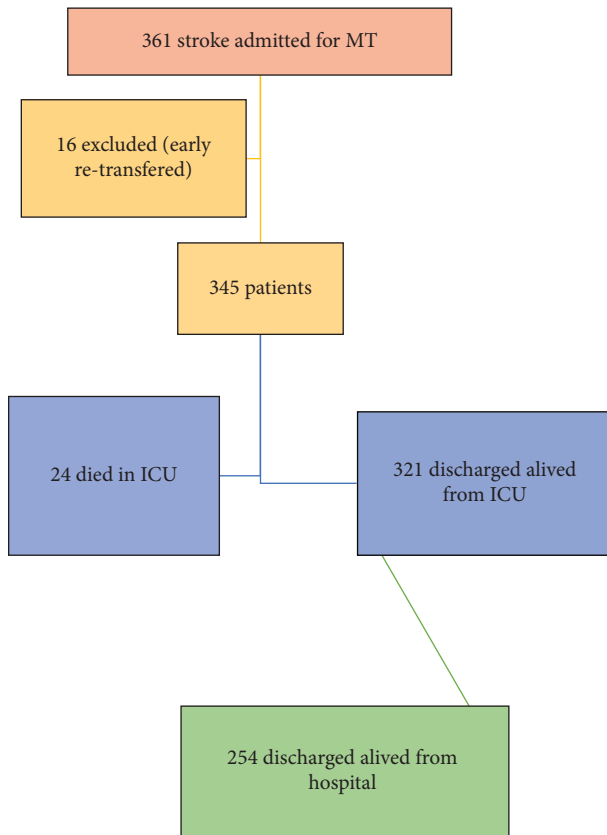 361 stroke admitted for MT
16 excluded (early
re-transfered)
345 patients
24 died in ICU
321 discharged alived
from ICU
254 discharged alived from
hospital